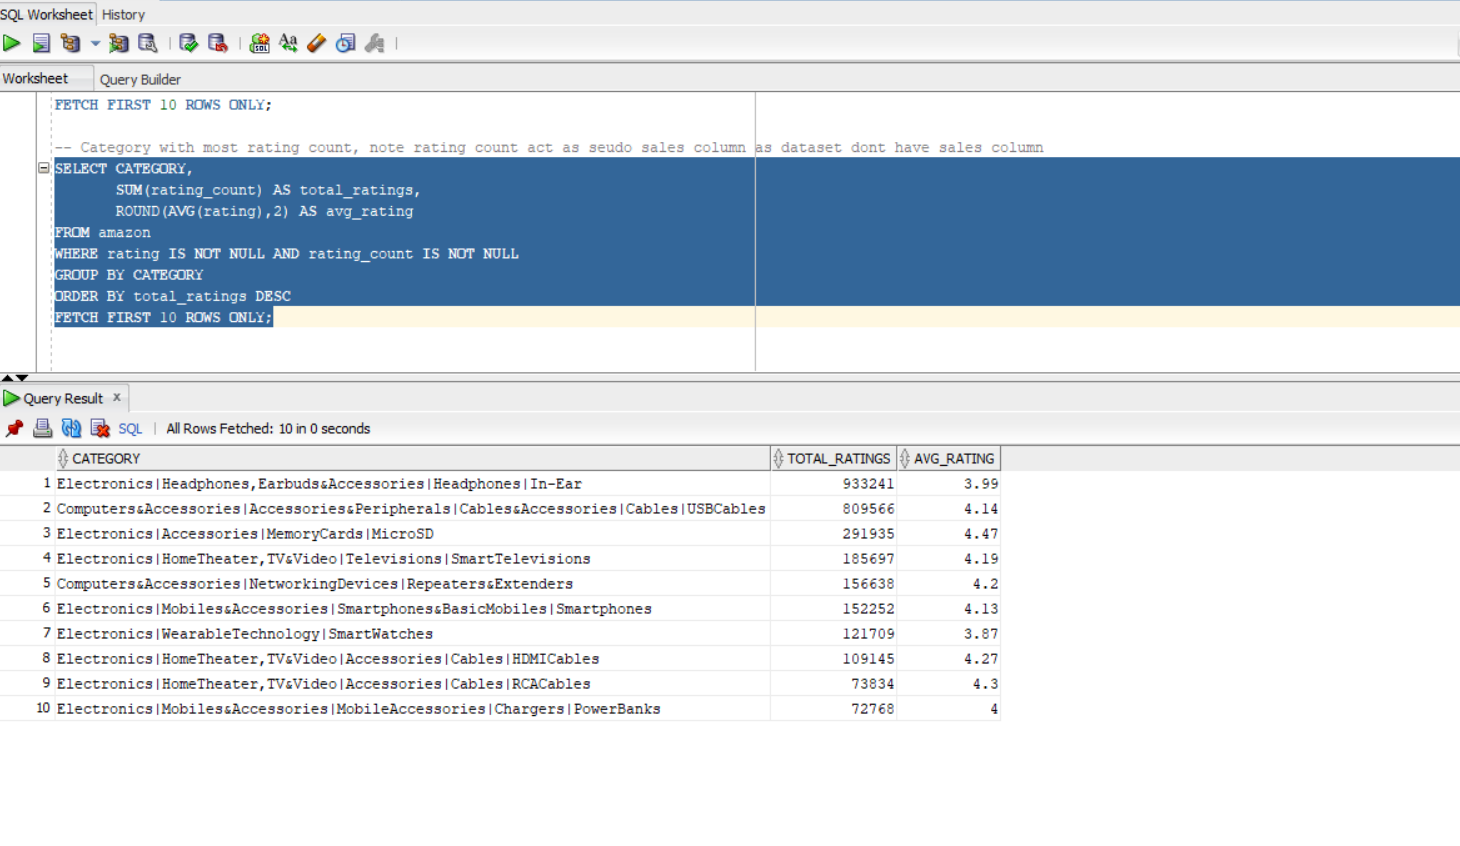 SQL Worksheet History
Worksheet Query Builder
FETCH FIRST 10 ROWS ONLY;
-- Category with most rating count, note rating count act as seudo sales column as dataset dont have sales column
SELECT CATEGORY,
SUM(rating_count) AS total_ratings,
ROUND(AVG(rating),2) AS avg_rating
FROM amazon
WHERE rating IS NOT NULL AND rating_count IS NOT NULL
GROUP BY CATEGORY
ORDER BY total_ratings DESC
FETCH FIRST 10 ROWS ONLY;
Query Result x
SQL | All Rows Fetched: 10 in 0 seconds
CATEGORY TOTAL_RATINGS AVG_RATING
1 Electronics|Headphones,Earbuds&Accessories|Headphones|In-Ear 933241 3.99
2 Computers&Accessories|Accessories&Peripherals|Cables&Accessories|Cables|USBCables 809566 4.14
3 Electronics|Accessories|MemoryCards|MicroSD 291935 4.47
4 Electronics|HomeTheater,TV&Video|Televisions|SmartTelevisions 185697 4.19
5 Computers&Accessories|NetworkingDevices|Repeaters&Extenders 156638 4.2
6 Electronics|Mobiles&Accessories|Smartphones&BasicMobiles|Smartphones 152252 4.13
7 Electronics|WearableTechnology|SmartWatches 121709 3.87
8 Electronics|HomeTheater,TV&Video|Accessories|Cables|HDMICables 109145 4.27
9 Electronics|HomeTheater,TV&Video|Accessories|Cables|RCACables 73834 4.3
10 Electronics|Mobiles&Accessories|MobileAccessories|Chargers|PowerBanks 72768 4